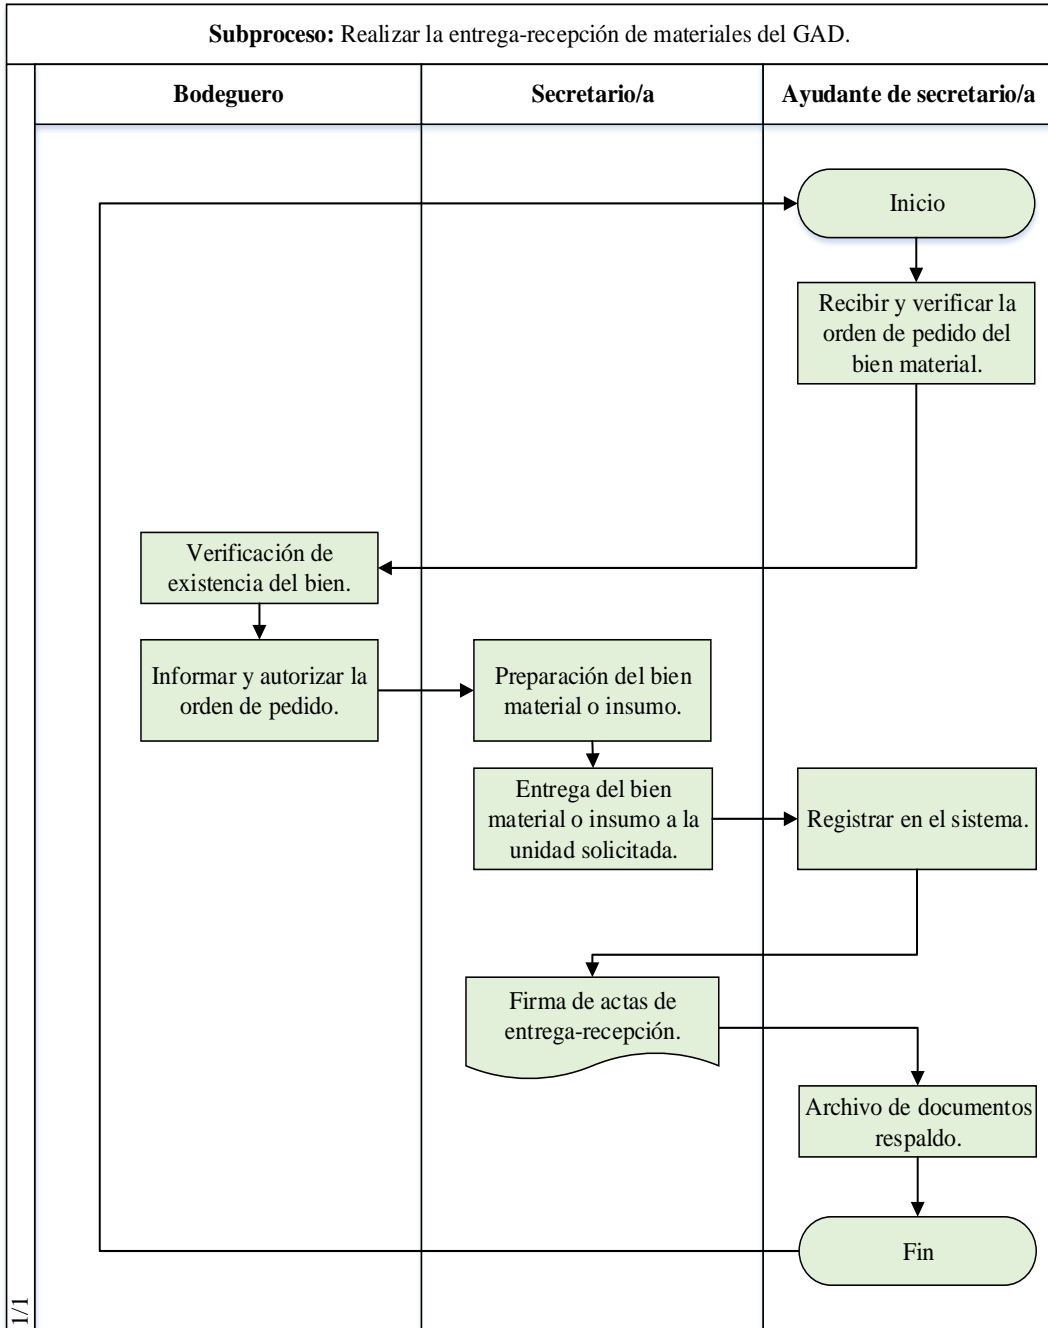 Subproceso: Realizar la entrega-recepción de materiales del GAD.
Bodeguero
Secretario/a
Ayudante de secretario/a
Inicio
Recibir y verificar la
orden de pedido del
bien material.
Verificación de
existencia del bien.
Informar y autorizar la
orden de pedido.
Preparación del bien
material o insumo.
Entrega del bien
material o insumo a la
unidad solicitada.
Registrar en el sistema.
Firma de actas de
entrega-recepción.
Archivo de documentos
respaldo.
Fin
1/1